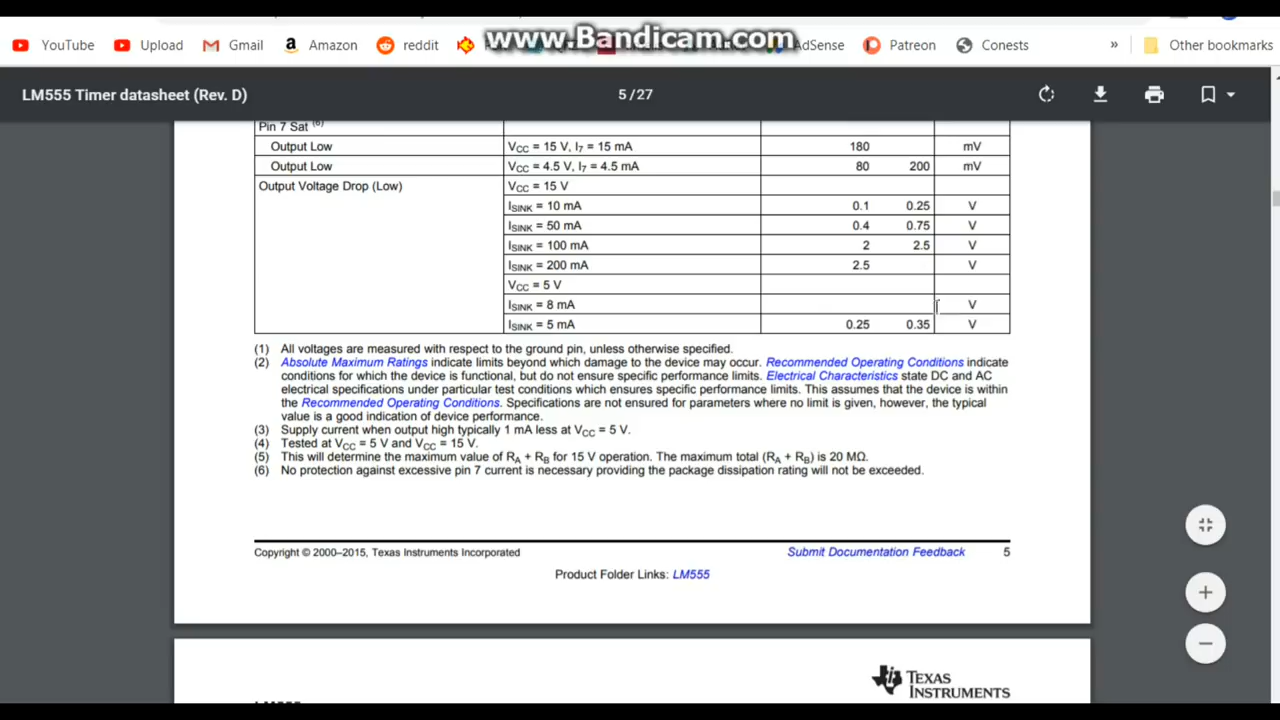 www.Bandicam.com
YouTube Upload Gmail Amazon reddit AdSense Patreon Conests » Other bookmarks
LM555 Timer datasheet (Rev. D) 5 / 27
Pin 7 Sat (6)
Output Low VCC = 15 V, I7 = 15 mA 180 mV
Output Low VCC = 4.5 V, I7 = 4.5 mA 80 200 mV
Output Voltage Drop (Low) VCC = 15 V
ISINK = 10 mA 0.1 0.25 V
ISINK = 50 mA 0.4 0.75 V
ISINK = 100 mA 2 2.5 V
ISINK = 200 mA 2.5 V
VCC = 5 V
ISINK = 8 mA V
ISINK = 5 mA 0.25 0.35 V
(1) All voltages are measured with respect to the ground pin, unless otherwise specified.
(2) Absolute Maximum Ratings indicate limits beyond which damage to the device may occur. Recommended Operating Conditions indicate
conditions for which the device is functional, but do not ensure specific performance limits. Electrical Characteristics state DC and AC
electrical specifications under particular test conditions which ensures specific performance limits. This assumes that the device is within
the Recommended Operating Conditions. Specifications are not ensured for parameters where no limit is given, however, the typical
value is a good indication of device performance.
(3) Supply current when output high typically 1 mA less at VCC = 5 V.
(4) Tested at VCC = 5 V and VCC = 15 V.
(5) This will determine the maximum value of RA + RB for 15 V operation. The maximum total (RA + RB) is 20 MΩ.
(6) No protection against excessive pin 7 current is necessary providing the package dissipation rating will not be exceeded.
Copyright © 2000–2015, Texas Instruments Incorporated Submit Documentation Feedback 5
Product Folder Links: LM555
TEXAS
INSTRUMENTS